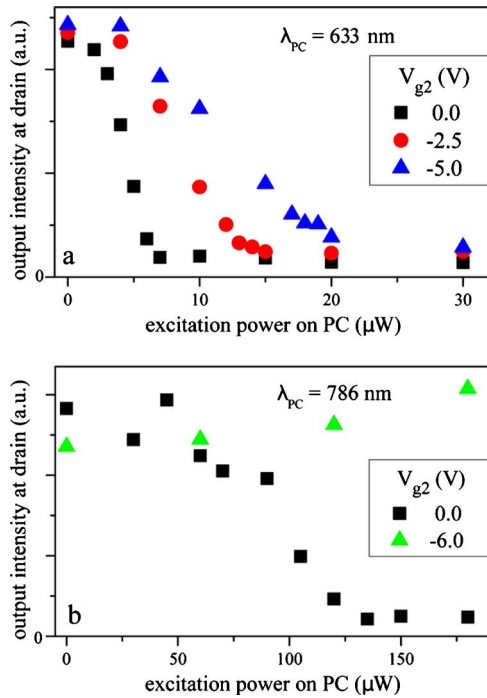 λPC = 633 nm
Vg2 (V)
0.0
-2.5
-5.0
output intensity at drain (a.u.)
0
a
0 10 20 30
excitation power on PC (μW)
λPC = 786 nm
Vg2 (V)
0.0
-6.0
output intensity at drain (a.u.)
0
b
0 50 100 150
excitation power on PC (μW)